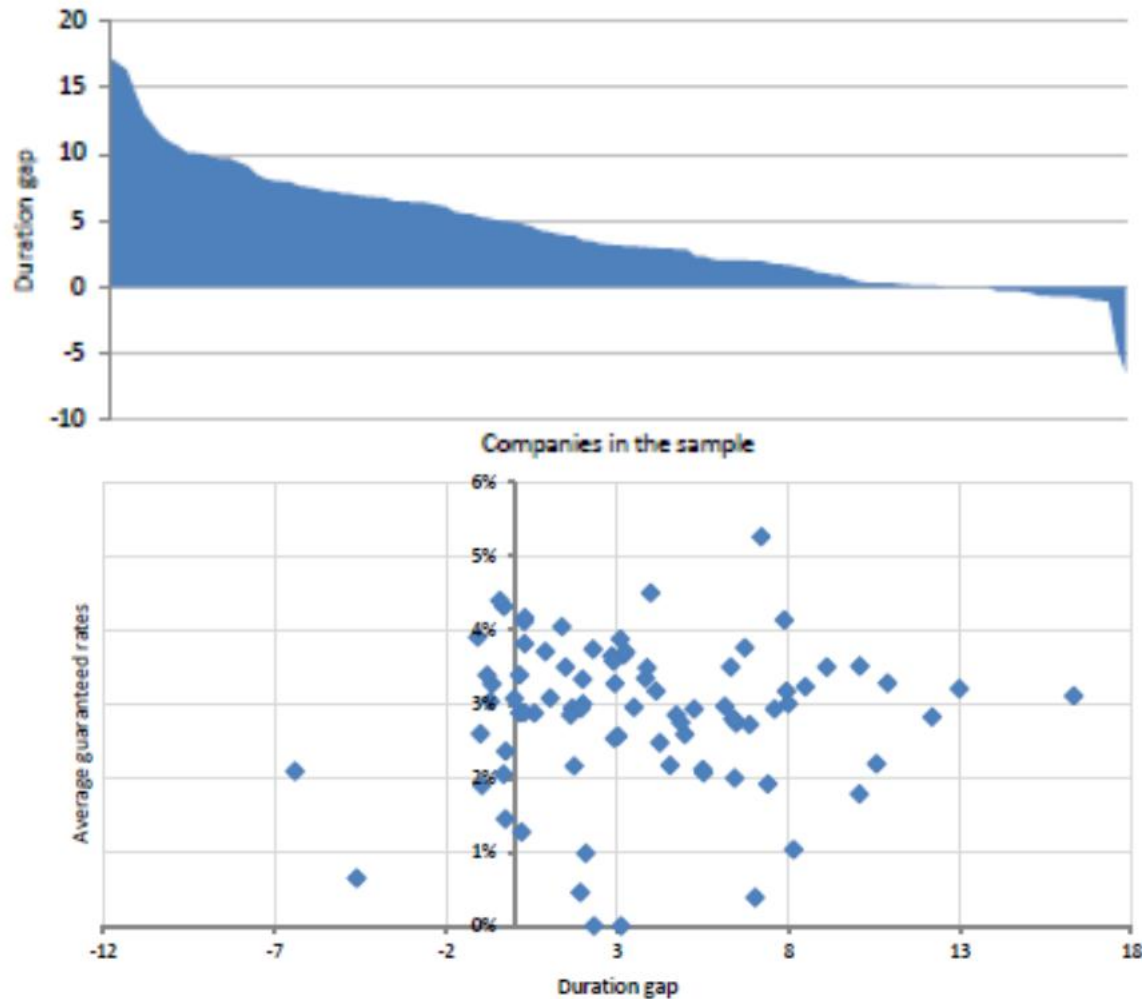 20
15
10
5
0
-5
-10
Duration gap
Companies in the sample
6%
5%
4%
3%
2%
1%
0%
Average guaranteed rates
-12 -7 -2 3 8 13 18
Duration gap